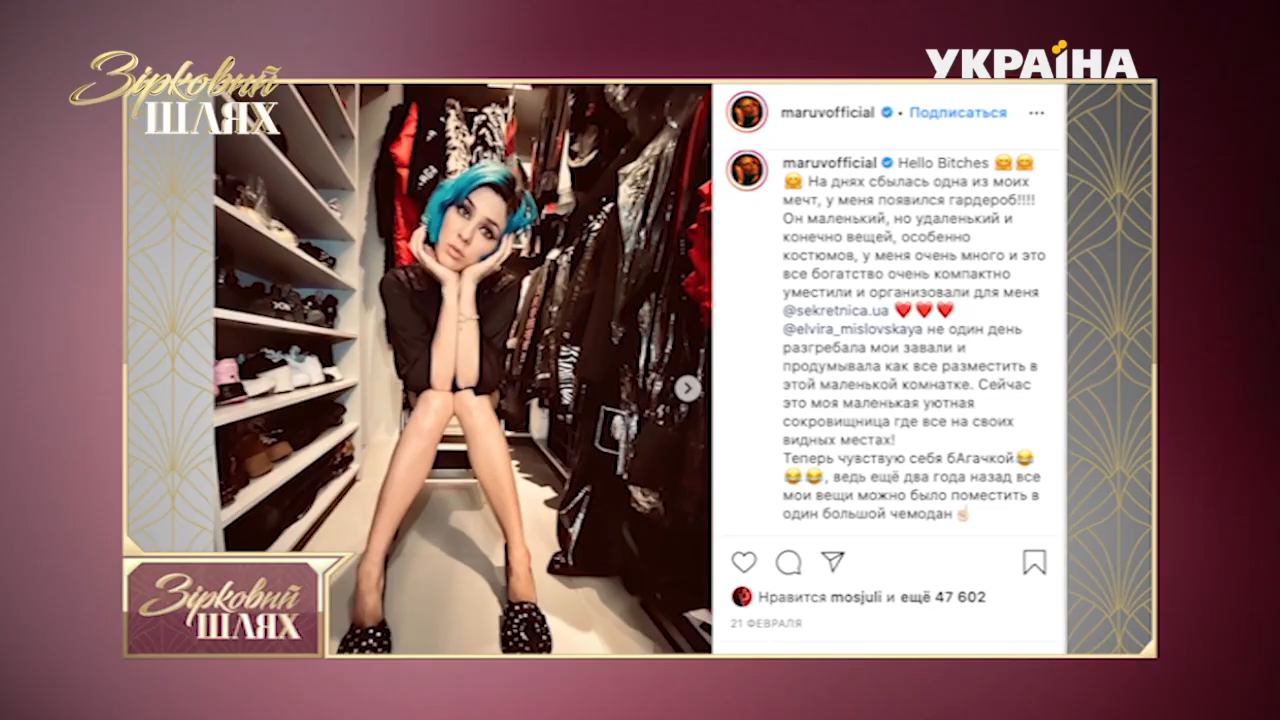 Зірковий
ШЛЯХ
УКРАЇНА
maruvofficial • Подписаться ...
maruvofficial Hello Bitches 🤗🤗
🤗 На днях сбылась одна из моих
мечт, у меня появился гардероб!!!!
Он маленький, но удаленький и
конечно вещей, особенно
костюмов, у меня очень много и это
все богатство очень компактно
уместили и организовали для меня
@sekretnica.ua ❤️❤️❤️
@elvira_mislovskaya не один день
разгребала мои завали и
продумывала как все разместить в
этой маленькой комнатке. Сейчас
это моя маленькая уютная
сокровищница где все на своих
видных местах!
Теперь чувствую себя бАгачкой😂
😂😂, ведь ещё два года назад все
мои вещи можно было поместить в
один большой чемодан☝🏻
Нравится mosjuli и ещё 47 602
21 ФЕВРАЛЯ
Зірковий
ШЛЯХ